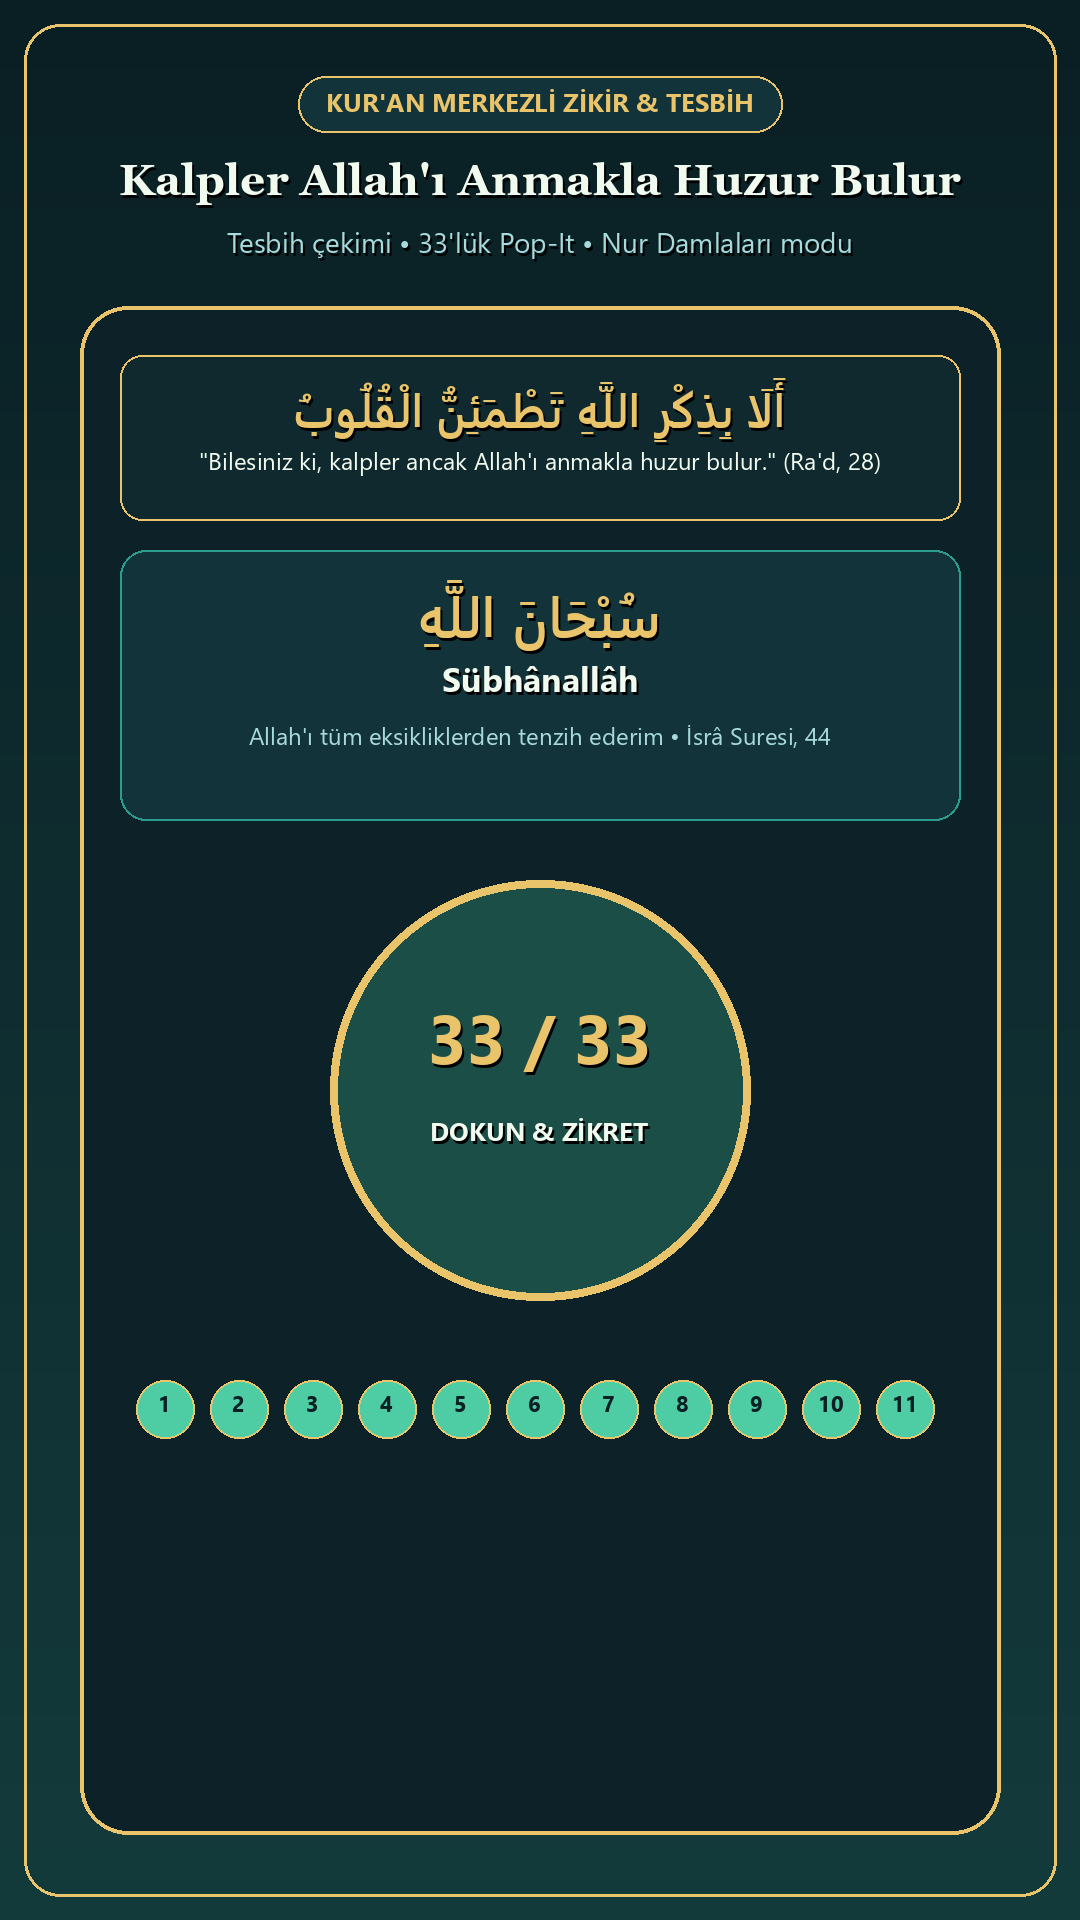 KUR'AN MERKEZLİ ZİKİR & TESBİH
Kalpler Allah'ı Anmakla Huzur Bulur
Tesbih çekimi • 33'lük Pop-It • Nur Damlaları modu
أَلَا بِذِكْرِ اللَّهِ تَطْمَئِنُّ الْقُلُوبُ
"Bilesiniz ki, kalpler ancak Allah'ı anmakla huzur bulur." (Ra'd, 28)
سُبْحَانَ اللَّهِ
Sübhânallâh
Allah'ı tüm eksikliklerden tenzih ederim • İsrâ Suresi, 44
33 / 33
DOKUN & ZİKRET
1 2 3 4 5 6 7 8 9 10 11